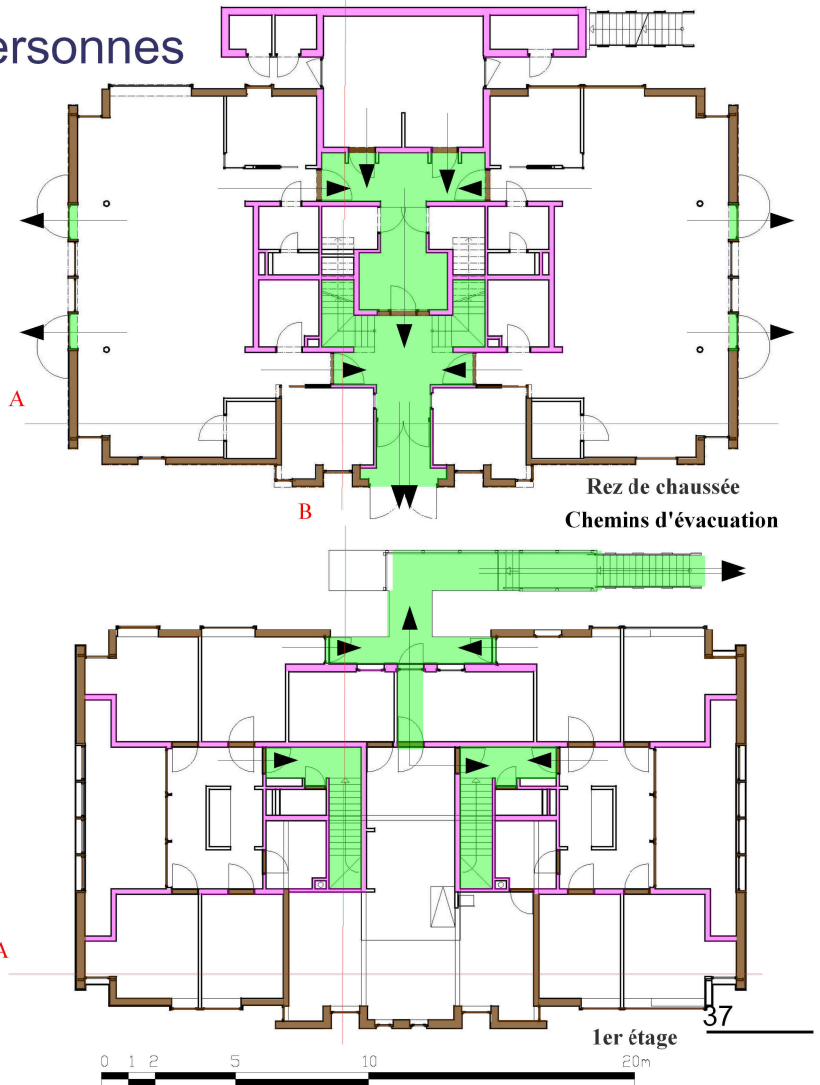 ersonnes
A
B
Rez de chaussée
Chemins d'évacuation
A
37
1er étage
0 1 2 5 10 20m